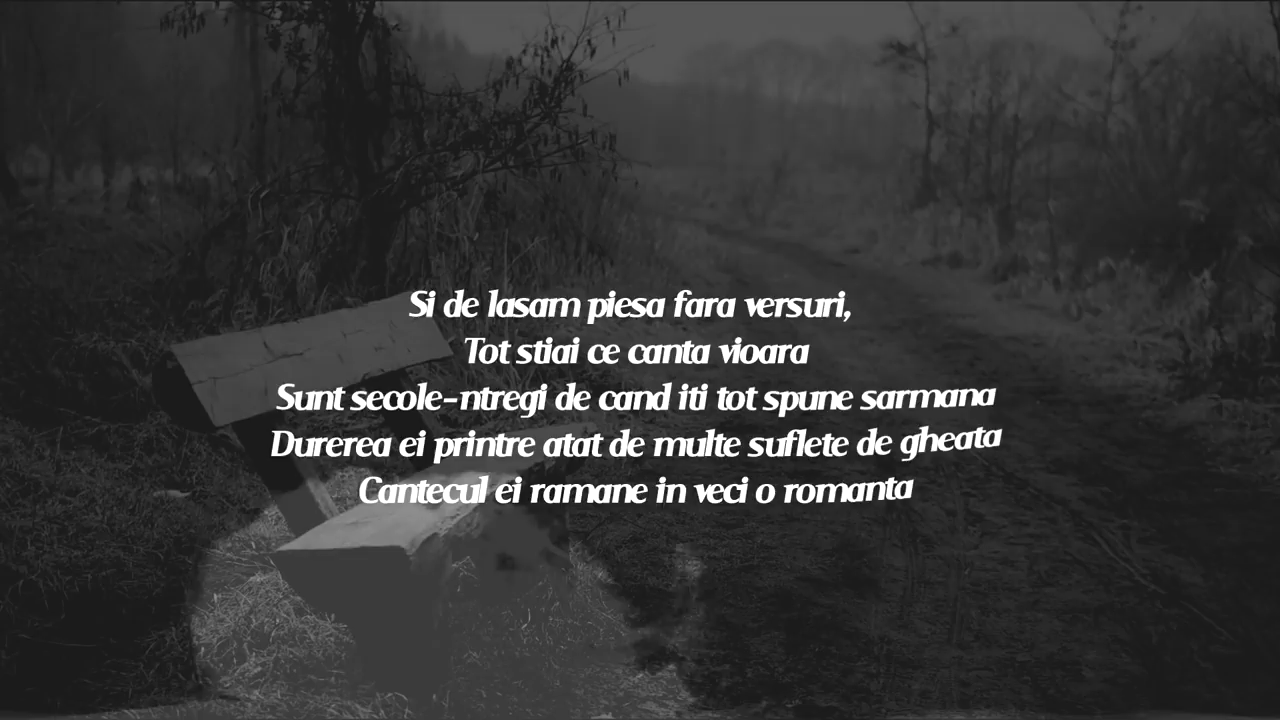 Si de lasam piesa fara versuri,
Tot stiai ce canta vioara
Sunt secole-ntregi de cand iti tot spune sarmana
Durerea ei printre atat de multe suflete de gheata
Cantecul ei ramane in veci o romanta